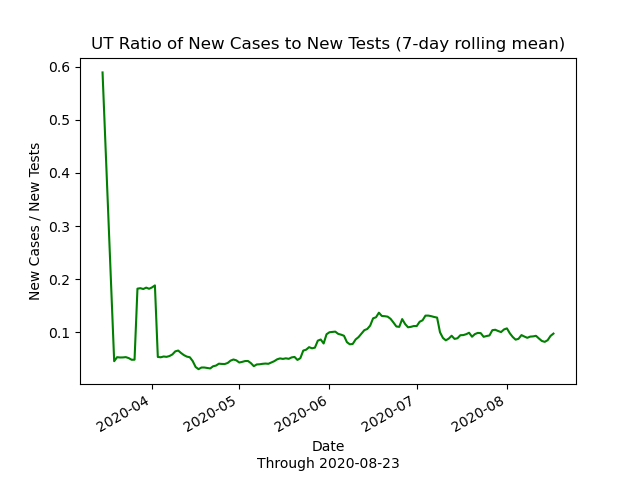 UT Ratio of New Cases to New Tests (7-day rolling mean)
New Cases / New Tests
0.6
0.5
0.4
0.3
0.2
0.1
2020-04
2020-05
2020-06
2020-07
2020-08
Date
Through 2020-08-23